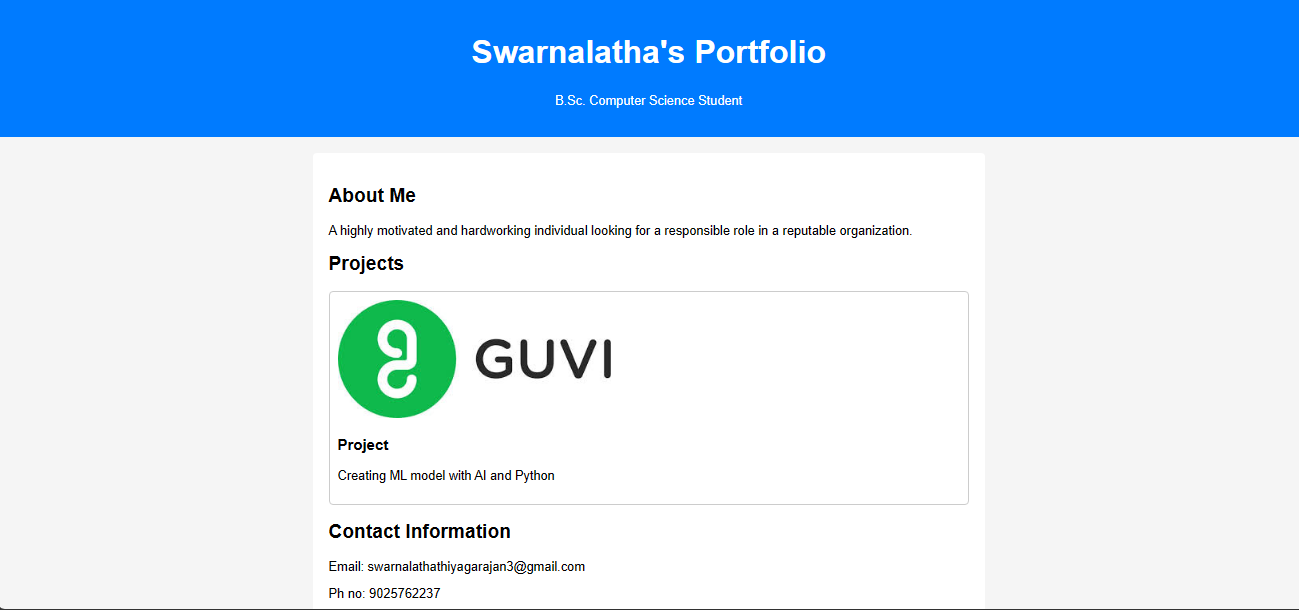 Swarnalatha's Portfolio
B.Sc. Computer Science Student
About Me
A highly motivated and hardworking individual looking for a responsible role in a reputable organization.
Projects
GUVI
Project
Creating ML model with AI and Python
Contact Information
Email: swarnalathathiyagarajan3@gmail.com
Ph no: 9025762237